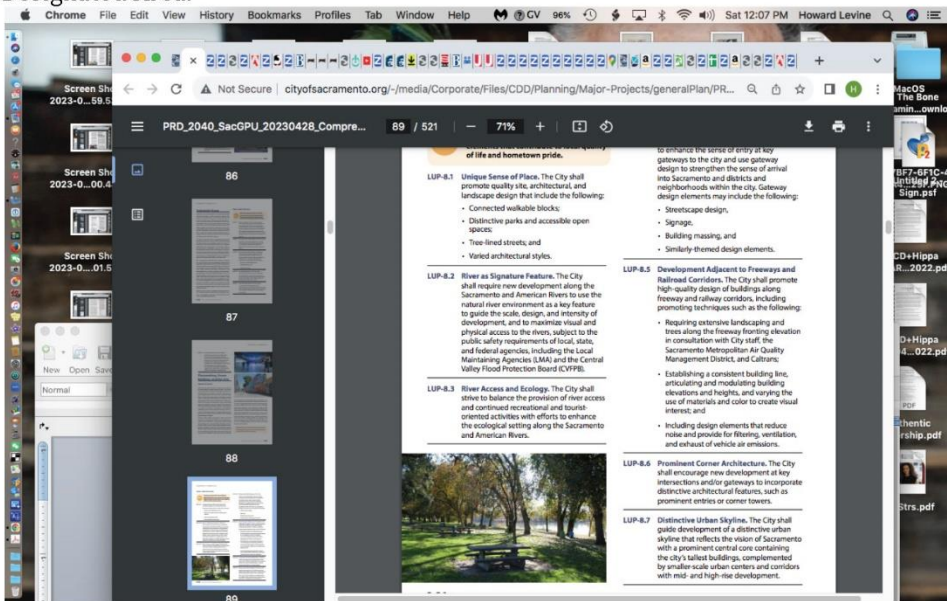 Chrome File Edit View History Bookmarks Profiles Tab Window Help GV 96% Sat 12:07 PM Howard Levine
Screen Sho
2023-0...59.5
Screen Sho
2023-0...00.4
Screen Sho
2023-0...01.5
Not Secure | cityofsacramento.org/-/media/Corporate/Files/CDD/Planning/Major-Projects/generalPlan/PR...
PRD_2040_SacGPU_20230428_Compre... 89 / 521 | — 71% +
86
87
88
89
New Open Save
Normal
of life and hometown pride.
LUP-8.1 Unique Sense of Place. The City shall
promote quality site, architectural, and
landscape design that include the following:
• Connected walkable blocks;
• Distinctive parks and accessible open
spaces;
• Tree-lined streets; and
• Varied architectural styles.
LUP-8.2 River as Signature Feature. The City
shall require new development along the
Sacramento and American Rivers to use the
natural river environment as a key feature
to guide the scale, design, and intensity of
development, and to maximize visual and
physical access to the rivers, subject to the
public safety requirements of local, state,
and federal agencies, including the Local
Maintaining Agencies (LMA) and the Central
Valley Flood Protection Board (CVFPB).
LUP-8.3 River Access and Ecology. The City shall
strive to balance the provision of river access
and continued recreational and tourist-
oriented activities with efforts to enhance
the ecological setting along the Sacramento
and American Rivers.
to enhance the sense of entry at key
gateways to the city and use gateway
design to strengthen the sense of arrival
into Sacramento and districts and
neighborhoods within the city. Gateway
design elements may include the following:
• Streetscape design,
• Signage,
• Building massing, and
• Similarly-themed design elements.
LUP-8.5 Development Adjacent to Freeways and
Railroad Corridors. The City shall promote
high-quality design of buildings along
freeway and railway corridors, including
promoting techniques such as the following:
• Requiring extensive landscaping and
trees along the freeway fronting elevation
in consultation with City staff, the
Sacramento Metropolitan Air Quality
Management District, and Caltrans;
• Establishing a consistent building line,
articulating and modulating building
elevations and heights, and varying the
use of materials and color to create visual
interest; and
• Including design elements that reduce
noise and provide for filtering, ventilation,
and exhaust of vehicle air emissions.
LUP-8.6 Prominent Corner Architecture. The City
shall encourage new development at key
intersections and/or gateways to incorporate
distinctive architectural features, such as
prominent entries or corner towers.
LUP-8.7 Distinctive Urban Skyline. The City shall
guide development of a distinctive urban
skyline that reflects the vision of Sacramento
with a prominent central core containing
the city's tallest buildings, complemented
by smaller-scale urban centers and corridors
with mid- and high-rise development.
MacOS
The Bone
Sign.psf
CD+Hippa
R...2022.pd
D+Hippa
4...022.pd
PDF
thentic
rship.pdf
Strs.pdf